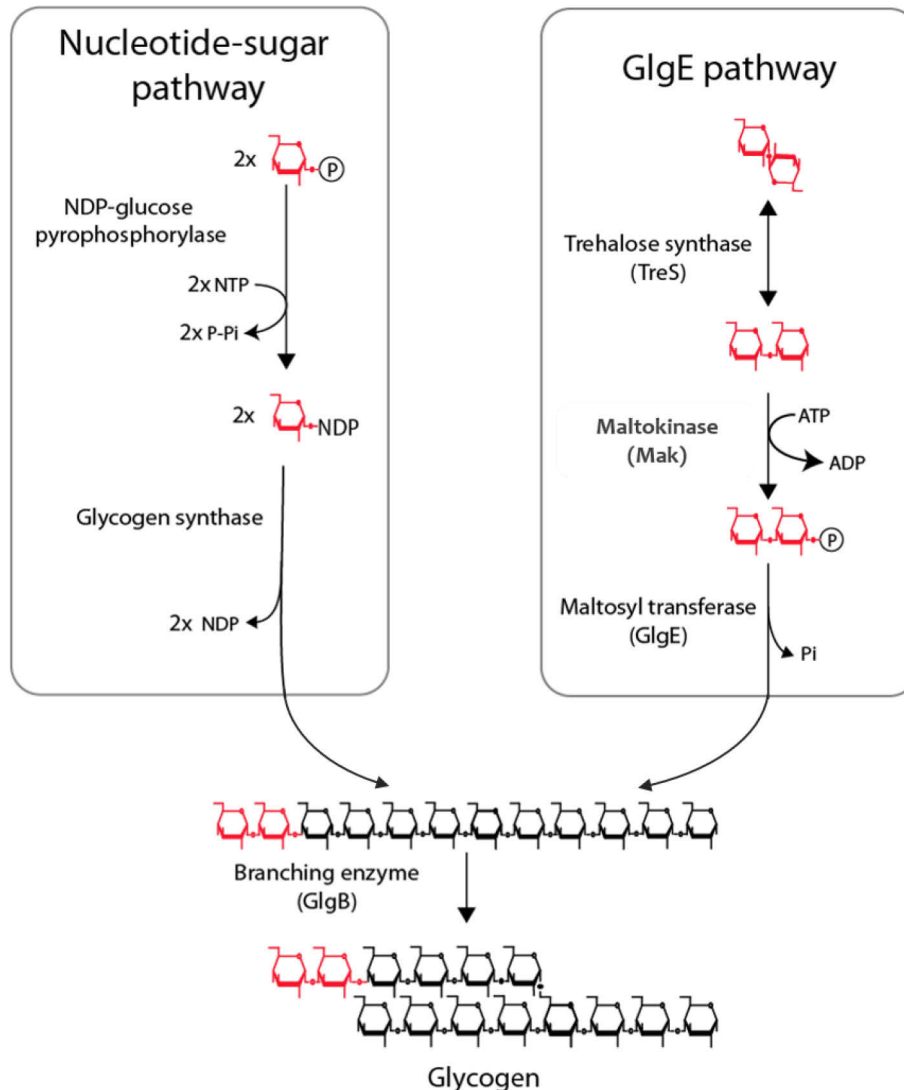 Nucleotide-sugar
pathway
2x
P
NDP-glucose
pyrophosphorylase
2x NTP
2x P-Pi
2x
NDP
Glycogen synthase
2x NDP
GlgE pathway
Trehalose synthase
(TreS)
Maltokinase
(Mak)
ATP
ADP
P
Maltosyl transferase
(GlgE)
Pi
Branching enzyme
(GlgB)
Glycogen